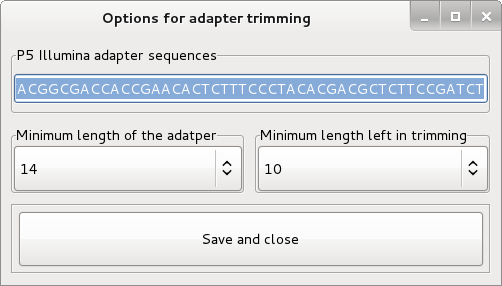 Options for adapter trimming
P5 Illumina adapter sequences
ACGGCGACCACCGAACACTCTTTCCCTACACGACGCTCTTCCGATCT
Minimum length of the adatper
Minimum length left in trimming
14
10
Save and close